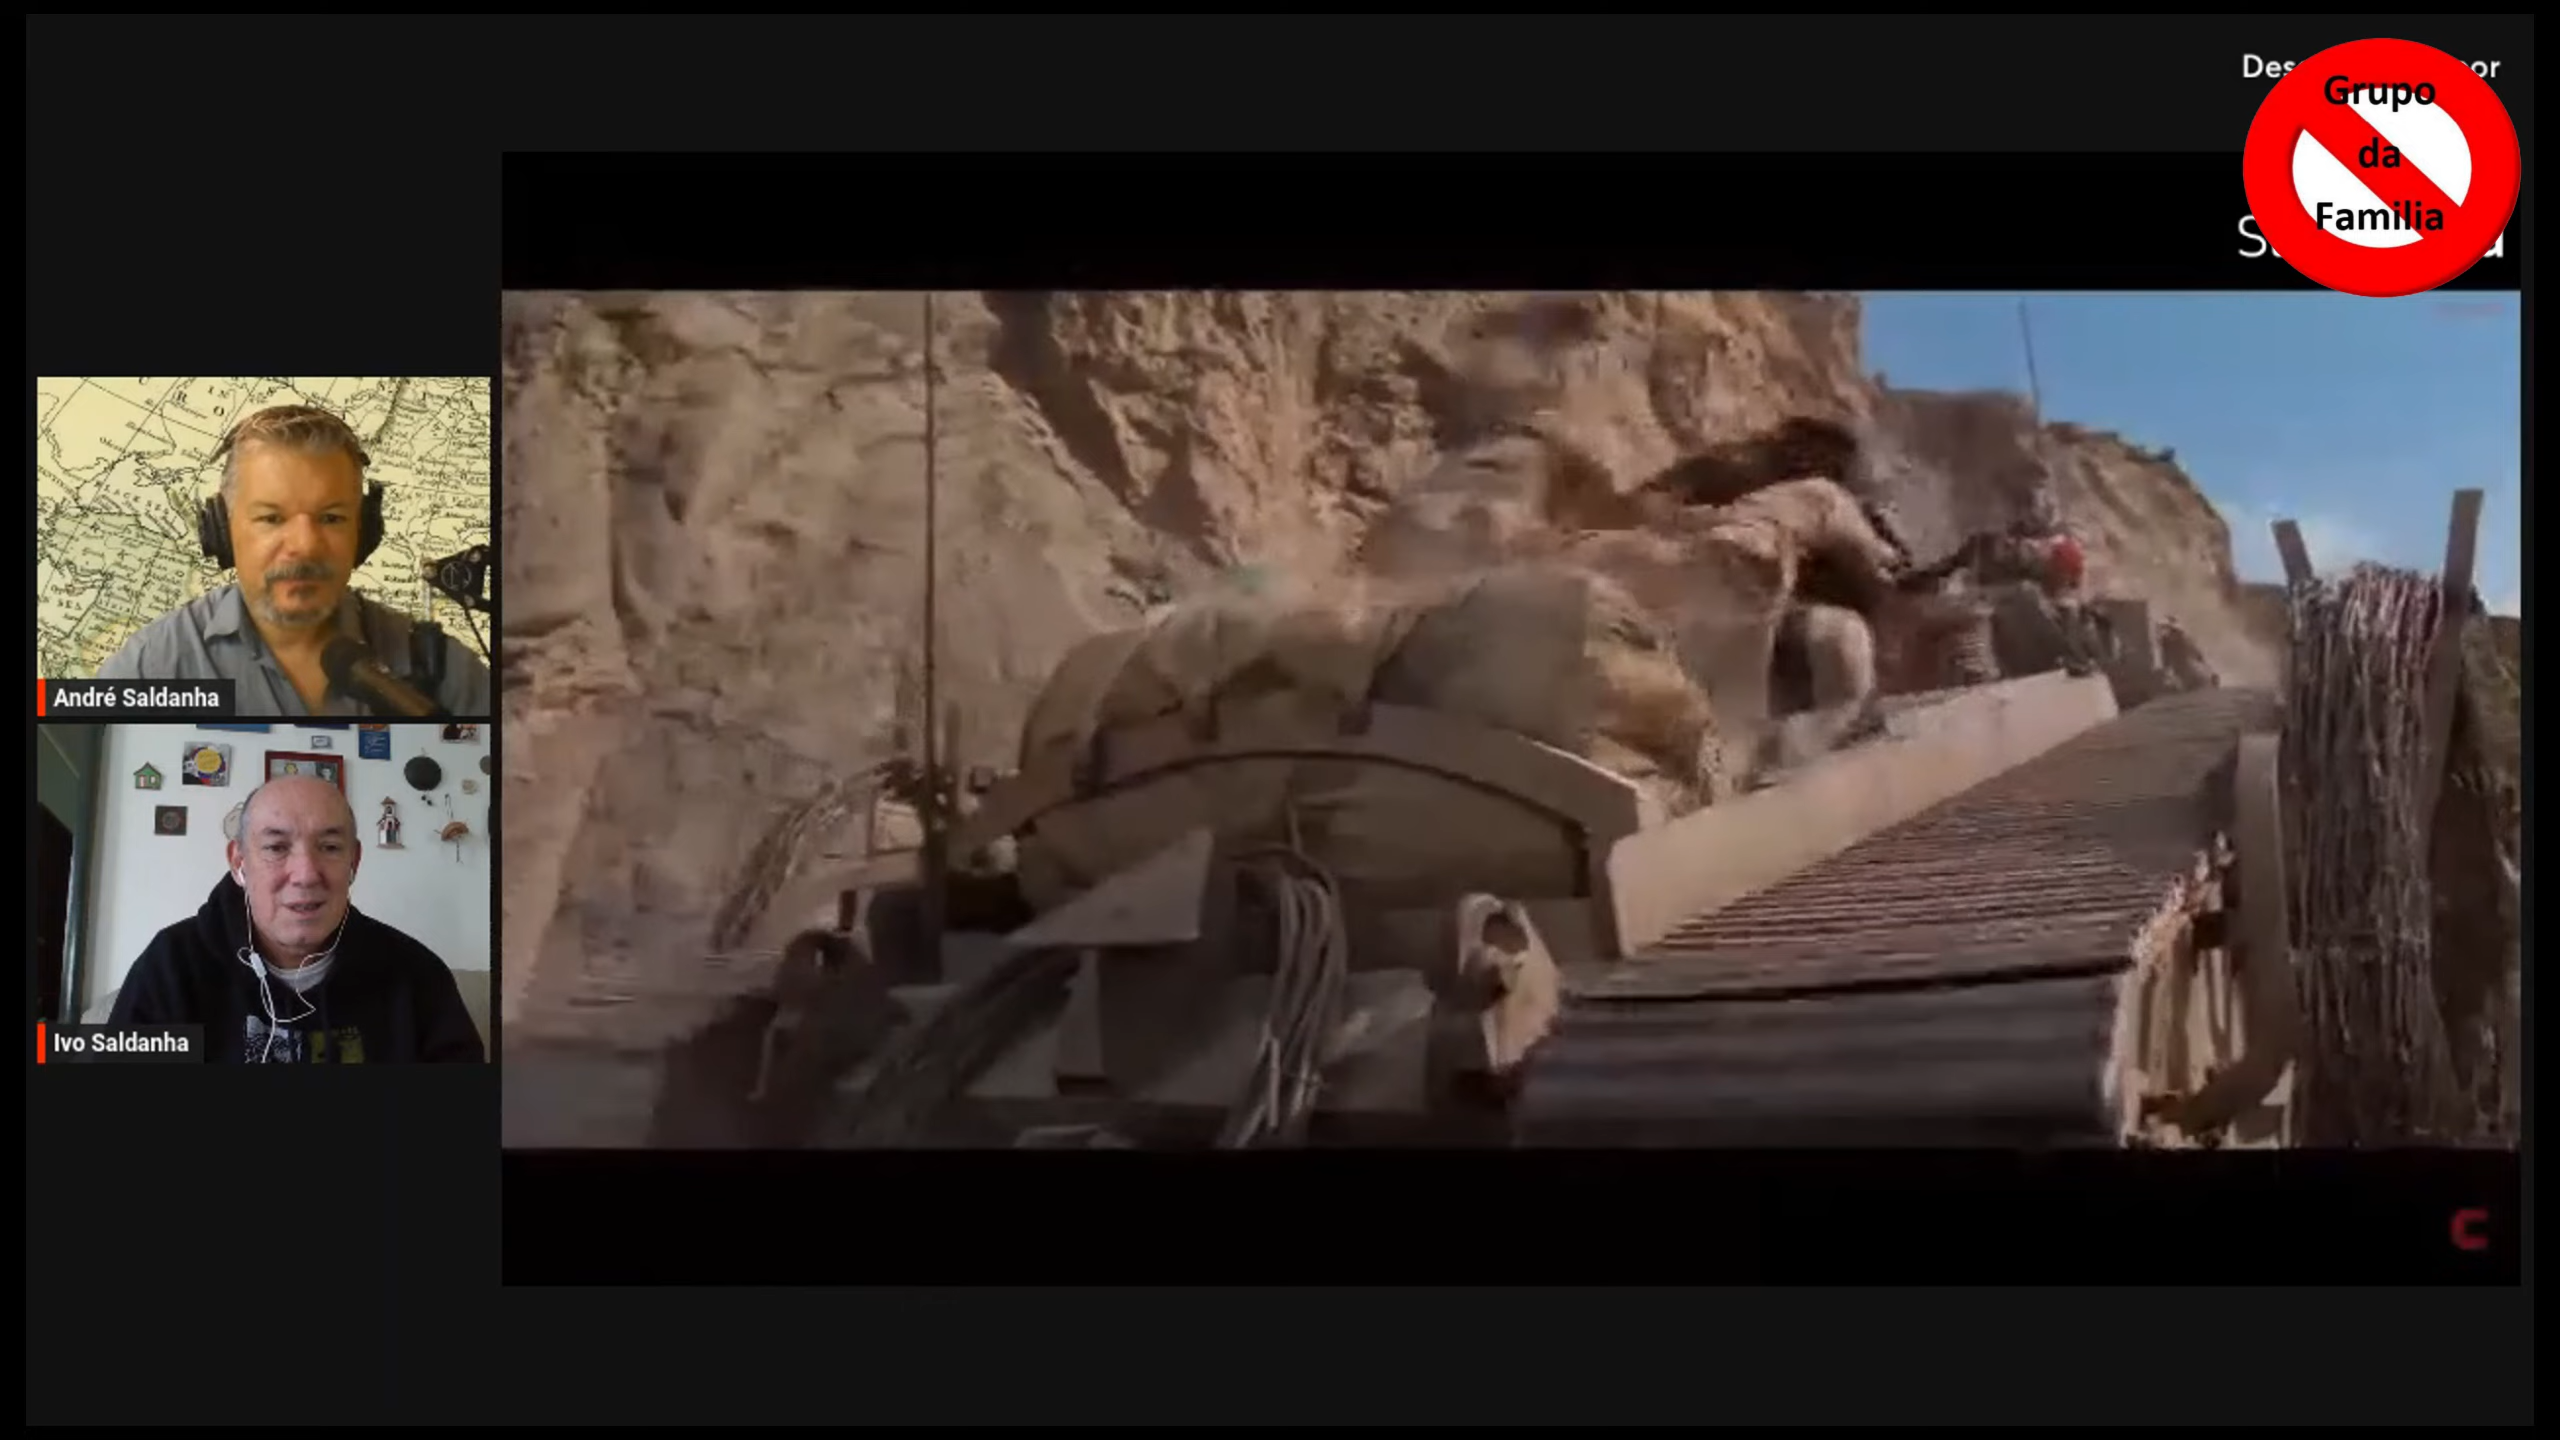 Grupo
da
Familia
André Saldanha
Ivo Saldanha